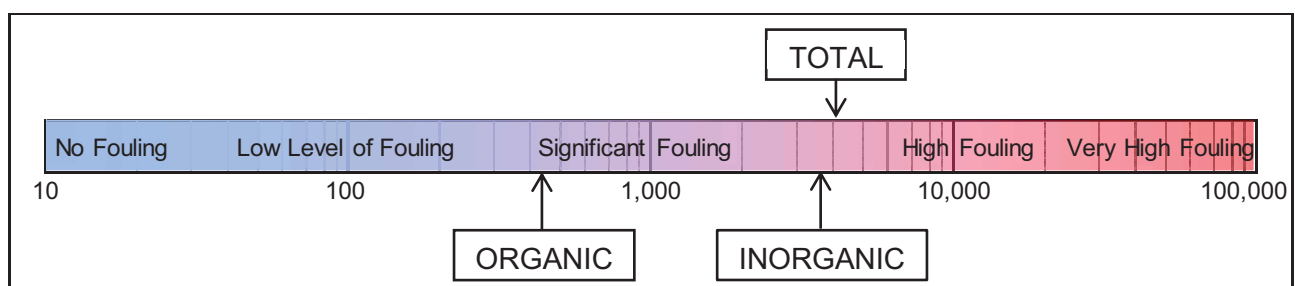 TOTAL
No Fouling Low Level of Fouling Significant Fouling High Fouling Very High Fouling
10 100 1,000 10,000 100,000
ORGANIC INORGANIC